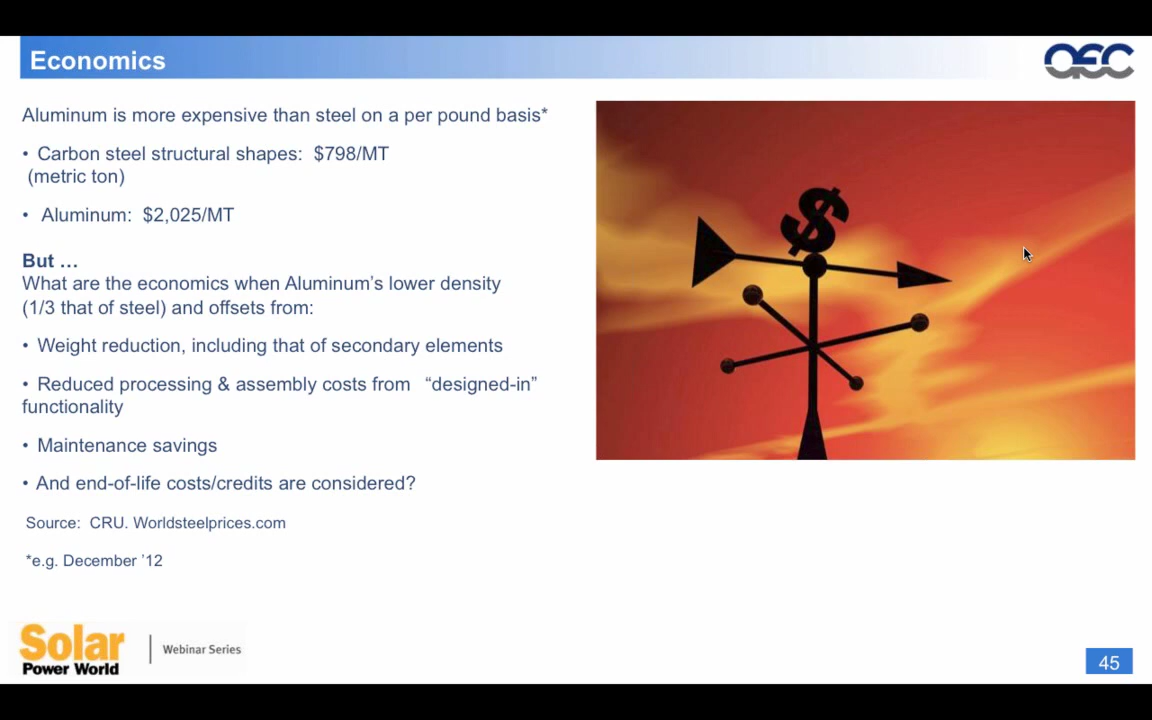 Economics
AEC
Aluminum is more expensive than steel on a per pound basis*
• Carbon steel structural shapes:  $798/MT
(metric ton)
• Aluminum:  $2,025/MT
But …
What are the economics when Aluminum’s lower density
(1/3 that of steel) and offsets from:
• Weight reduction, including that of secondary elements
• Reduced processing & assembly costs from “designed-in”
functionality
• Maintenance savings
• And end-of-life costs/credits are considered?
Source:  CRU. Worldsteelprices.com
*e.g. December ’12
$
Solar
Power World
Webinar Series
45